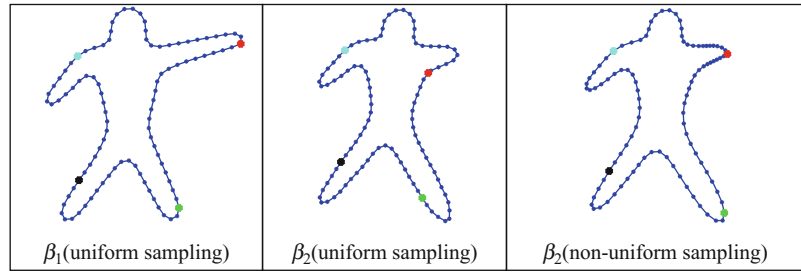 β₁(uniform sampling)
β₂(uniform sampling)
β₂(non-uniform sampling)